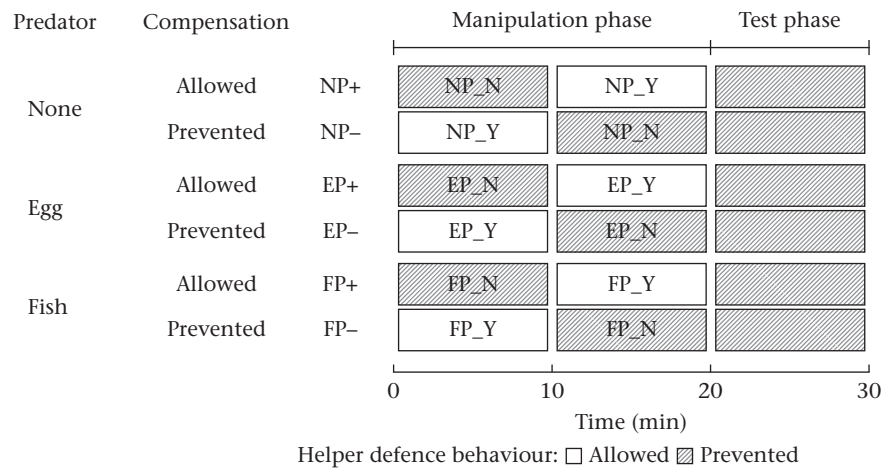 Predator Compensation Manipulation phase Test phase
None
Allowed NP+ NP_N NP_Y
Prevented NP– NP_Y NP_N
Egg
Allowed EP+ EP_N EP_Y
Prevented EP– EP_Y EP_N
Fish
Allowed FP+ FP_N FP_Y
Prevented FP– FP_Y FP_N
0 10 20 30
Time (min)
Helper defence behaviour: Allowed Prevented